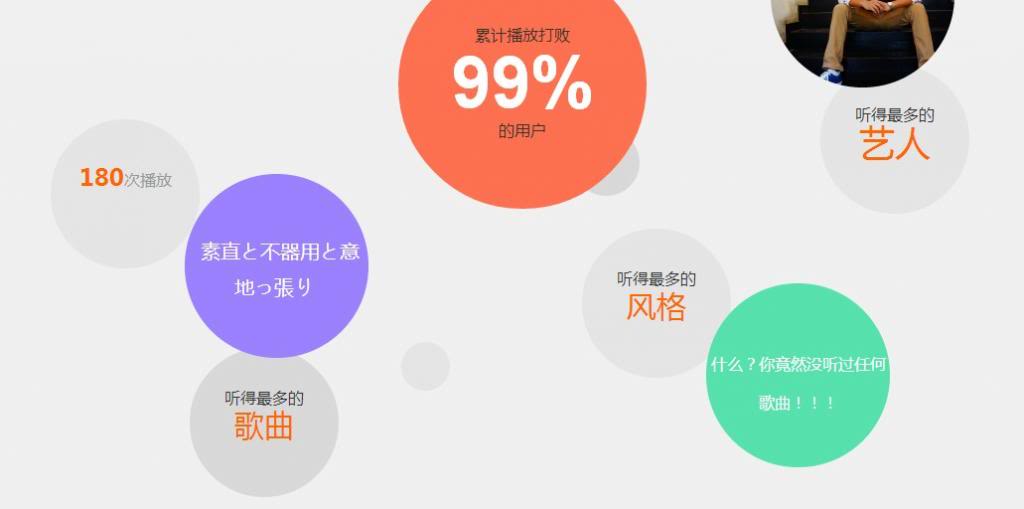 累计播放打败
99%
的用户
听得最多的
艺人
180次播放
素直と不器用と意
地っ張り
听得最多的
风格
什么？你竟然没听过任何
歌曲！！！
听得最多的
歌曲